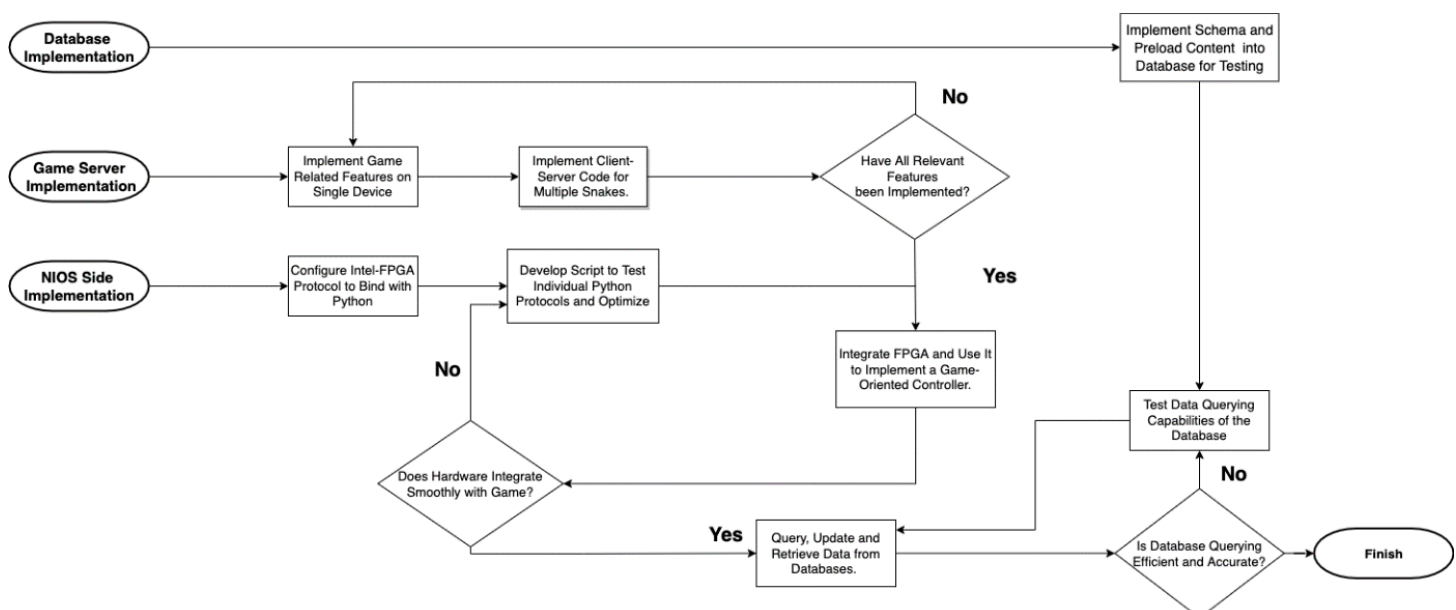 Database
Implementation
Implement Schema and
Preload Content into
Database for Testing
No
Game Server
Implementation
Implement Game
Related Features on
Single Device
Implement Client-
Server Code for
Multiple Snakes.
Have All Relevant
Features
been Implemented?
NIOS Side
Implementation
Configure Intel-FPGA
Protocol to Bind with
Python
Develop Script to Test
Individual Python
Protocols and Optimize
Yes
Integrate FPGA and Use It
to Implement a Game-
Oriented Controller.
No
Test Data Querying
Capabilities of the
Database
Does Hardware Integrate
Smoothly with Game?
No
Yes
Query, Update and
Retrieve Data from
Databases.
Is Database Querying
Efficient and Accurate?
Finish